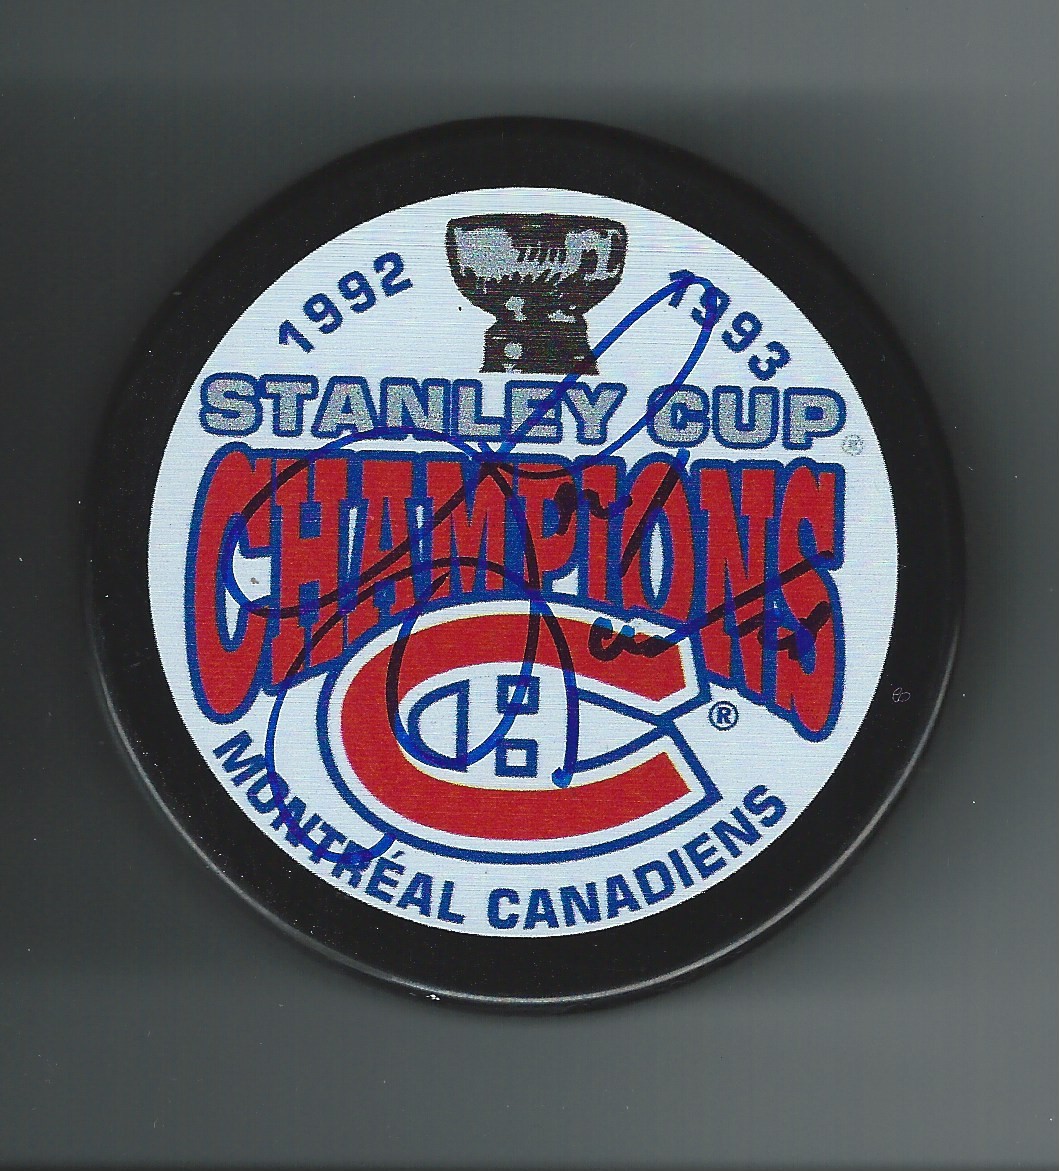 1992 1993
STANLEY CUP ®
CHAMPIONS
®
MONTRÉAL CANADIENS